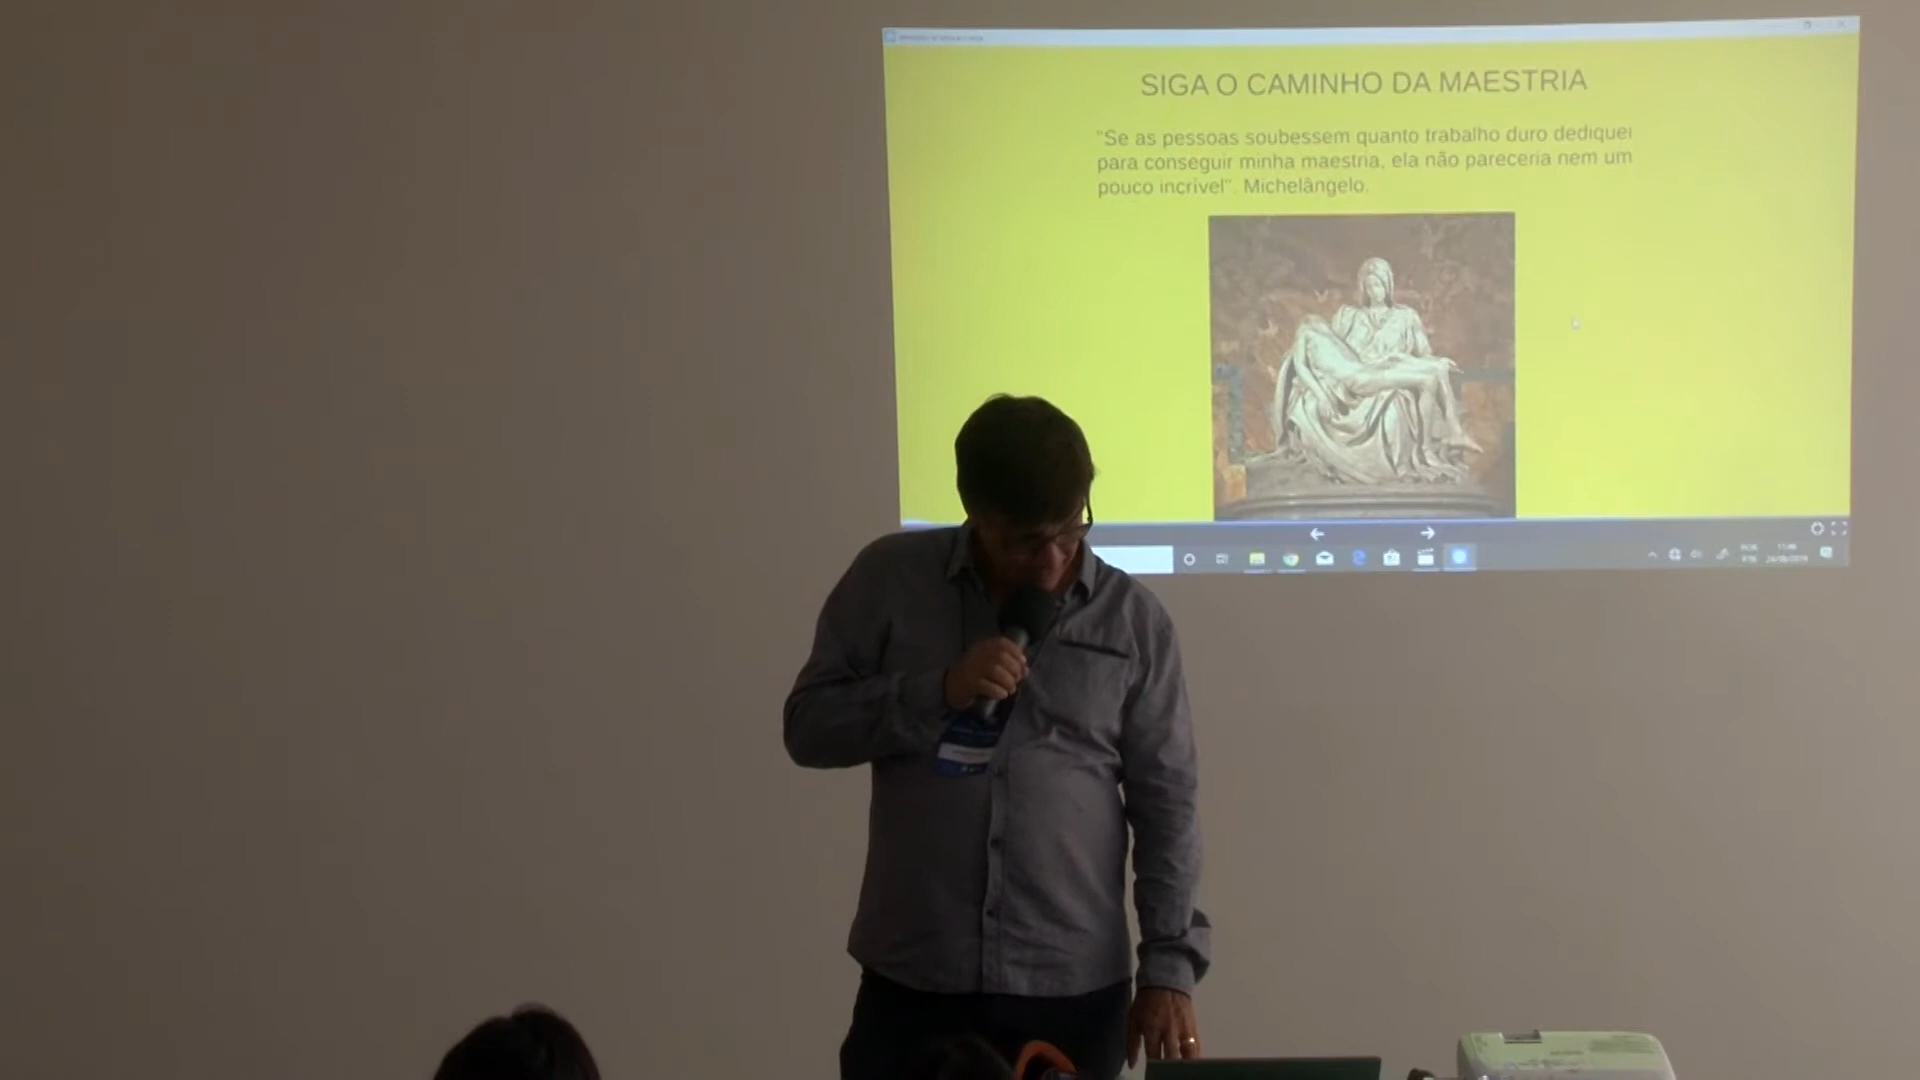 SIGA O CAMINHO DA MAESTRIA
"Se as pessoas soubessem quanto trabalho duro dediquei
para conseguir minha maestria, ela não pareceria nem um
pouco incrível". Michelângelo.